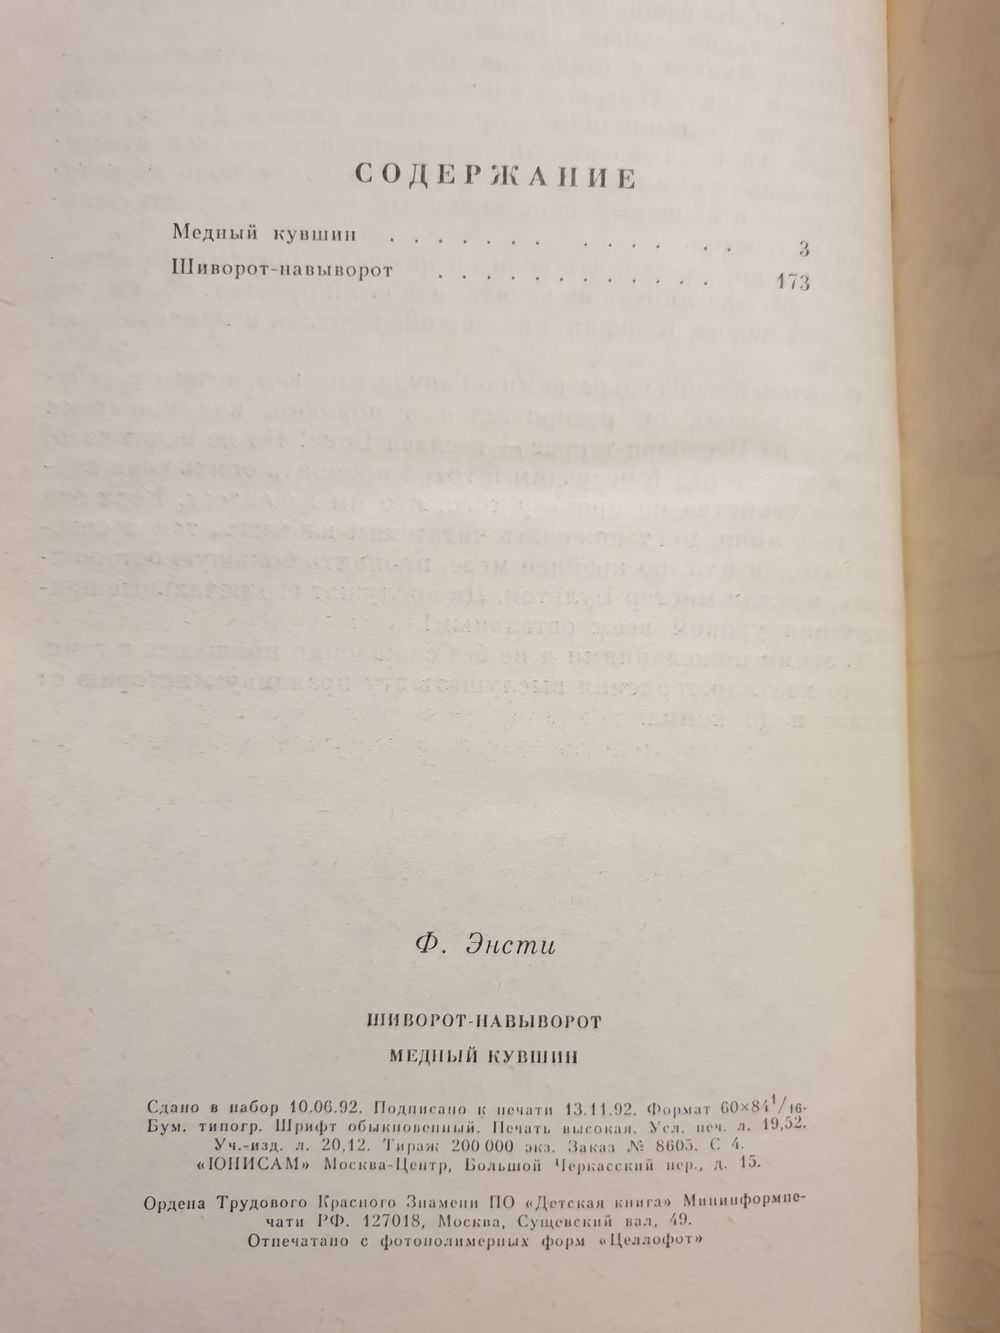 СОДЕРЖАНИЕ
Медный кувшин . . . . . . . . . . . . . 3
Шиворот-навыворот . . . . . . . . . . . . 173
Ф. Энсти
ШИВОРОТ-НАВЫВОРОТ
МЕДНЫЙ КУВШИН
Сдано в набор 10.06.92. Подписано к печати 13.11.92. Формат 60×84¹/₁₆.
Бум. типогр. Шрифт обыкновенный. Печать высокая. Усл. печ. л. 19,52.
Уч.-изд. л. 20,12. Тираж 200 000 экз. Заказ № 8605. С 4.
«ЮНИСАМ» Москва-Центр, Большой Черкасский пер., д. 15.
Ордена Трудового Красного Знамени ПО «Детская книга» Мининформпе-
чати РФ. 127018, Москва, Сущевский вал, 49.
Отпечатано с фотополимерных форм «Целлофот»